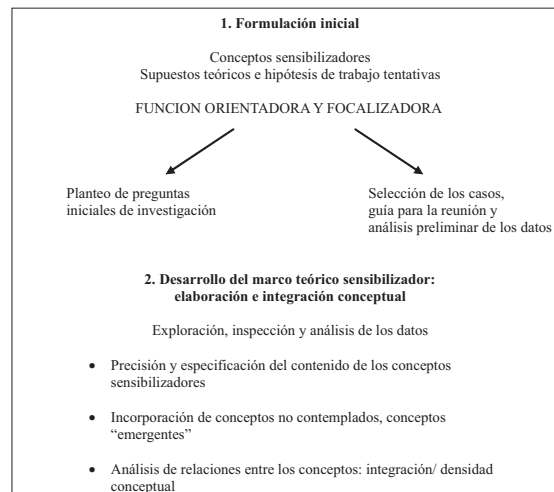 1. Formulación inicial
Conceptos sensibilizadores
Supuestos teóricos e hipótesis de trabajo tentativas
FUNCION ORIENTADORA Y FOCALIZADORA
Planteo de preguntas
iniciales de investigación
Selección de los casos,
guía para la reunión y
análisis preliminar de los datos
2. Desarrollo del marco teórico sensibilizador:
elaboración e integración conceptual
Exploración, inspección y análisis de los datos
• Precisión y especificación del contenido de los conceptos
sensibilizadores
• Incorporación de conceptos no contemplados, conceptos
“emergentes”
• Análisis de relaciones entre los conceptos: integración/ densidad
conceptual